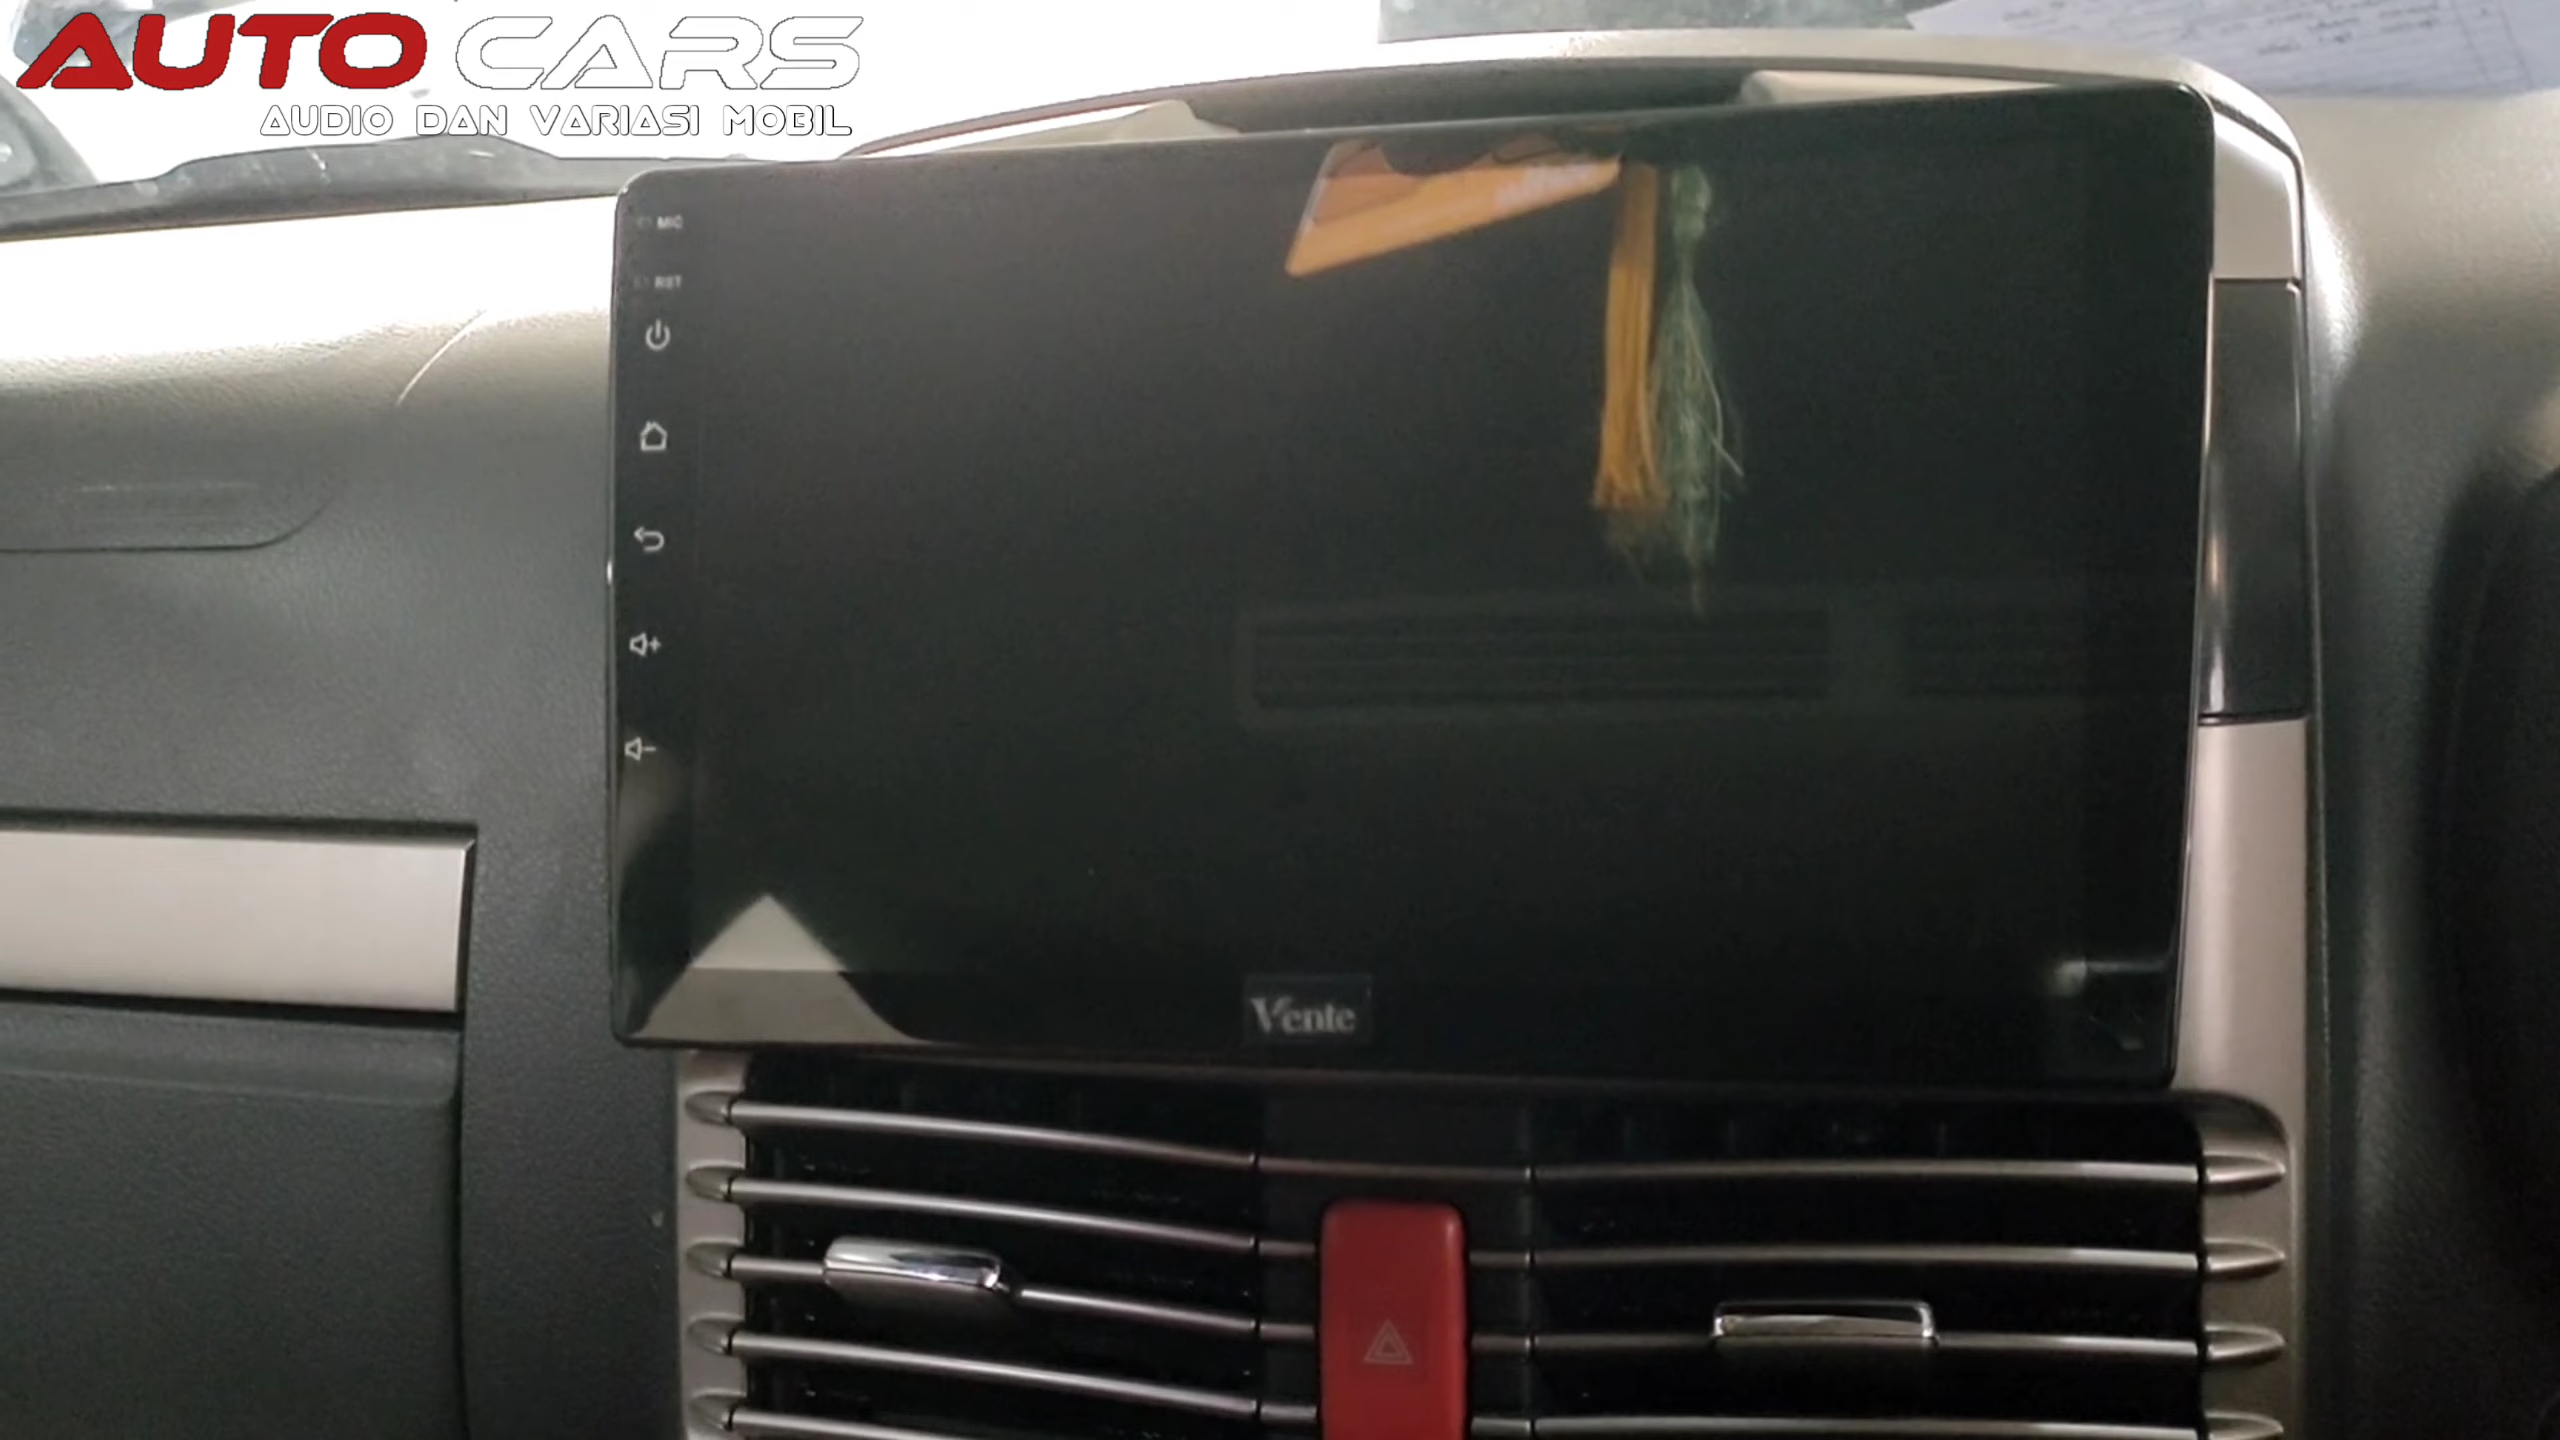 AUTO CARS
AUDIO DAN VARIASI MOBIL
MIC
RST
Vente